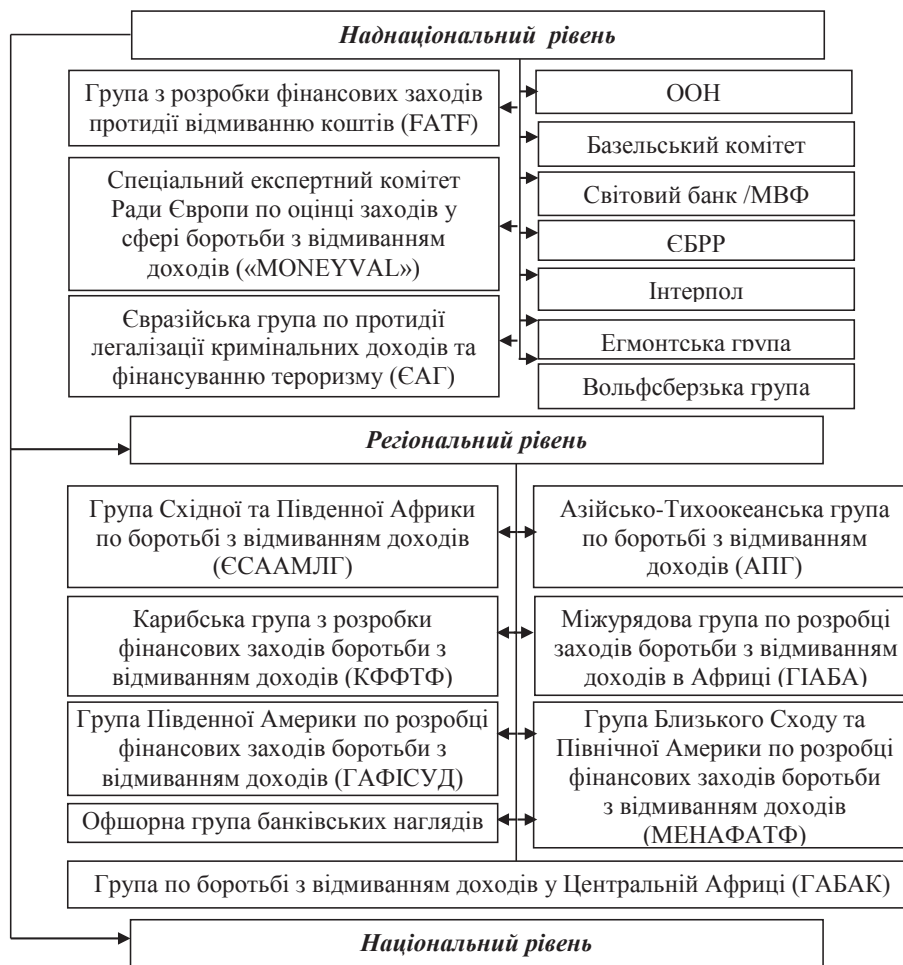 Наднаціональний рівень
Група з розробки фінансових заходів
протидії відмиванню коштів (FATF)
Спеціальний експертний комітет
Ради Європи по оцінці заходів у
сфері боротьби з відмиванням
доходів («MONEYVAL»)
Євразійська група по протидії
легалізації кримінальних доходів та
фінансуванню тероризму (ЄАГ)
ООН
Базельський комітет
Світовий банк /МВФ
ЄБРР
Інтерпол
Егмонтська група
Вольфсберзька група
Регіональний рівень
Група Східної та Південної Африки
по боротьбі з відмиванням доходів
(ЄСААМЛГ)
Азійсько-Тихоокеанська група
по боротьбі з відмиванням
доходів (АПГ)
Карибська група з розробки
фінансових заходів боротьби з
відмиванням доходів (КФФТФ)
Міжурядова група по розробці
заходів боротьби з відмиванням
доходів в Африці (ГІАБА)
Група Південної Америки по розробці
фінансових заходів боротьби з
відмиванням доходів (ГАФІСУД)
Група Близького Сходу та
Північної Америки по розробці
фінансових заходів боротьби
з відмиванням доходів
(МЕНАФАТФ)
Офшорна група банківських наглядів
Група по боротьбі з відмиванням доходів у Центральній Африці (ГАБАК)
Національний рівень